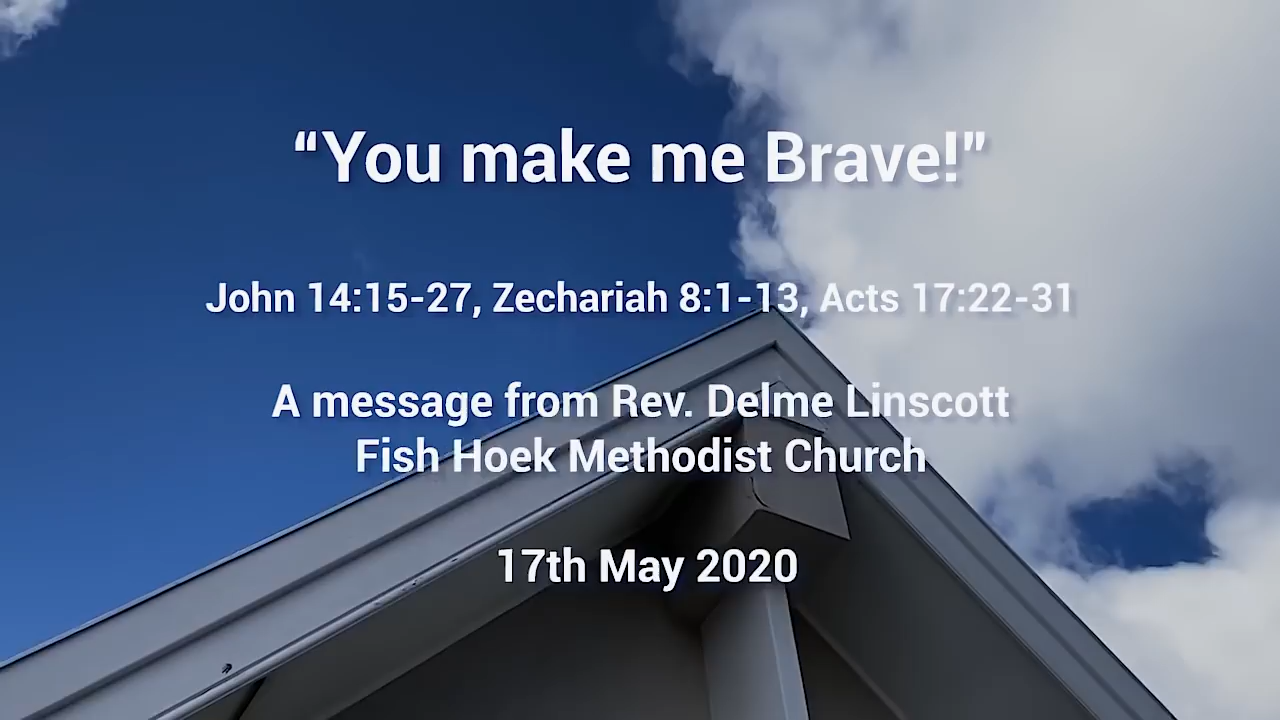 “You make me Brave!”
John 14:15-27, Zechariah 8:1-13, Acts 17:22-31
A message from Rev. Delme Linscott
Fish Hoek Methodist Church
17th May 2020